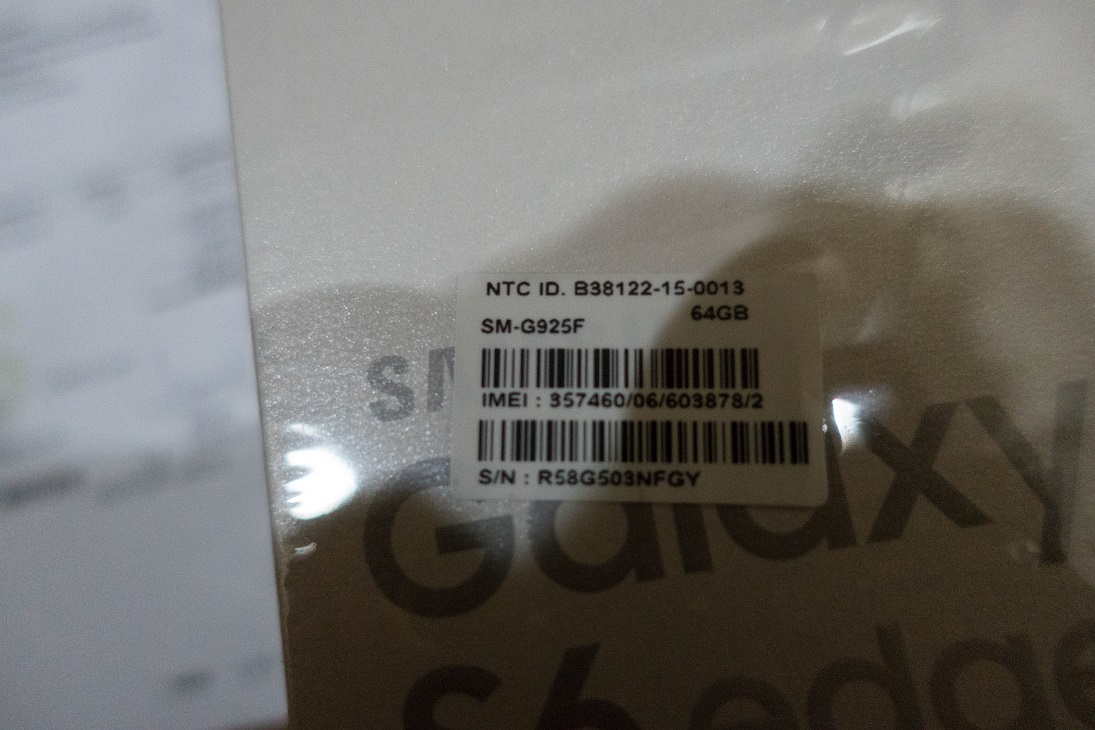 NTC ID. B38122-15-0013
64GB
SM-G925F
IMEI : 357460/06/603878/2
S/N : R58G503NFGY
Galaxy
S6 edge